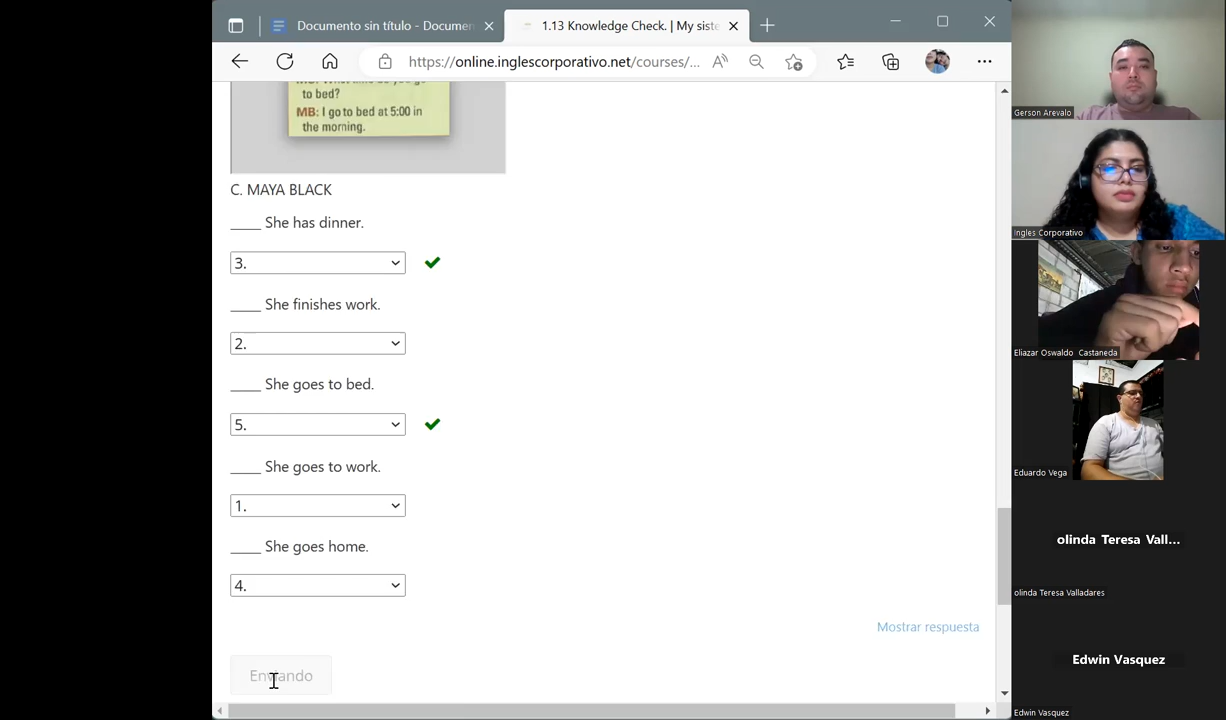 Documento sin título - Documen
1.13 Knowledge Check. | My siste
https://online.inglescorporativo.net/courses/...
to bed?
MB: I go to bed at 5:00 in
the morning.
C. MAYA BLACK
____ She has dinner.
3.
____ She finishes work.
2.
____ She goes to bed.
5.
____ She goes to work.
1.
____ She goes home.
4.
Mostrar respuesta
Enviando
Gerson Arevalo
Ingles Corporativo
Eliazar Oswaldo Castaneda
Eduardo Vega
olinda Teresa Vall...
olinda Teresa Valladares
Edwin Vasquez
Edwin Vasquez